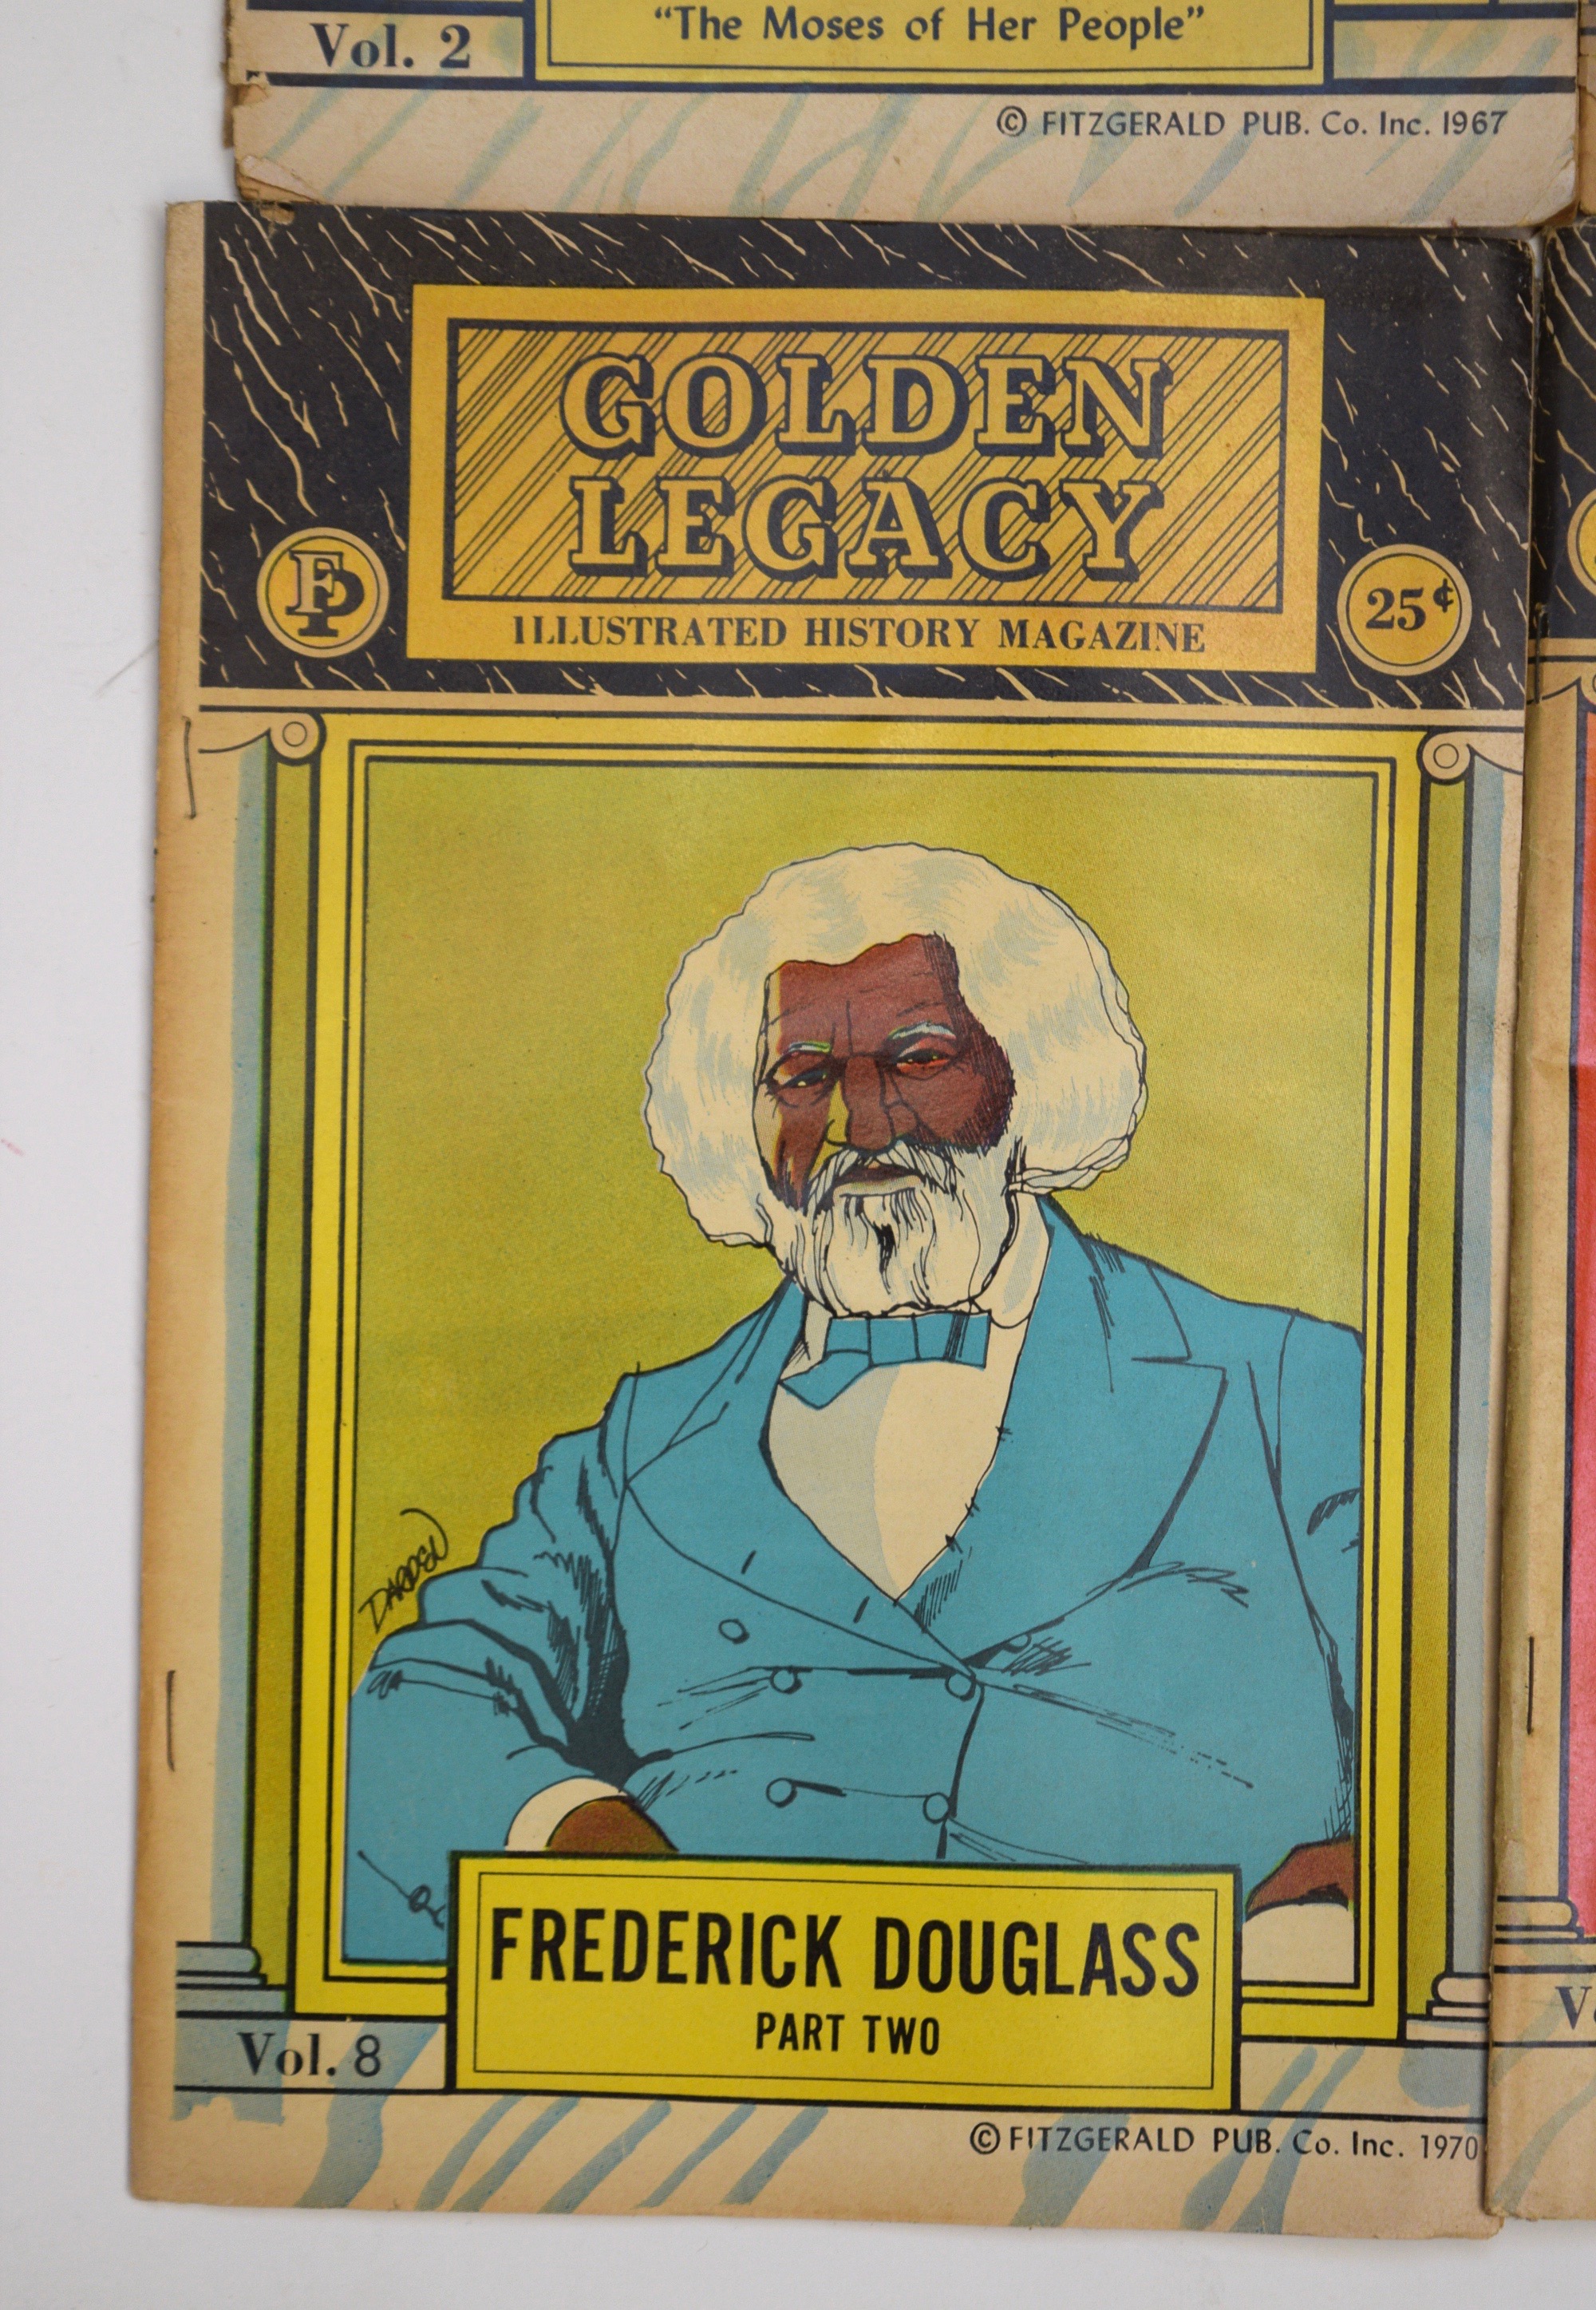 “The Moses of Her People”
Vol. 2
© FITZGERALD PUB. Co. Inc. 1967
GOLDEN
LEGACY
ILLUSTRATED HISTORY MAGAZINE
FP
25¢
DARDEN
FREDERICK DOUGLASS
PART TWO
Vol. 8
© FITZGERALD PUB. Co. Inc. 1970
V